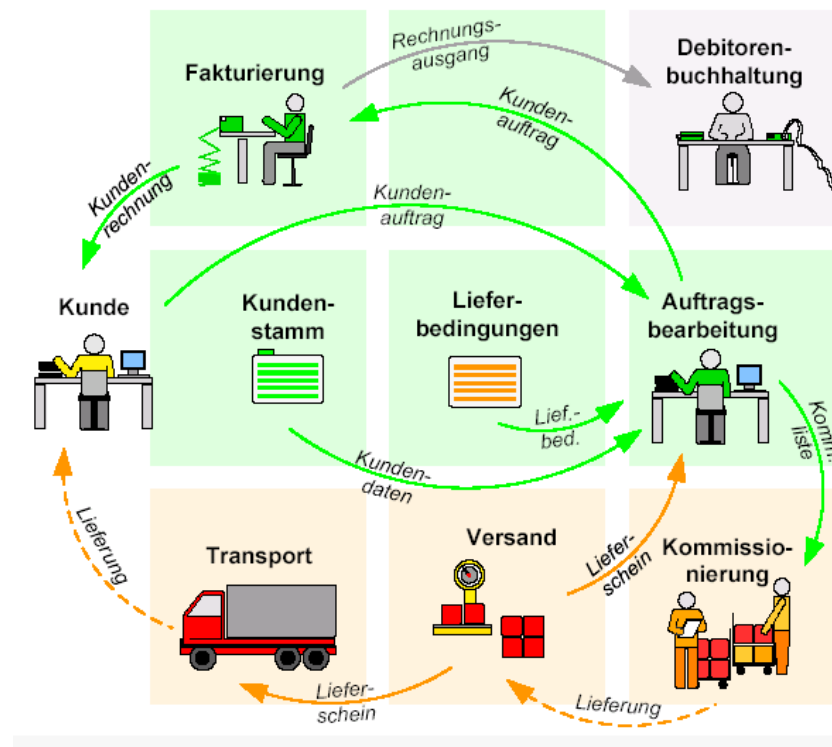 Fakturierung
Rechnungs-
ausgang
Debitoren-
buchhaltung
Kunden-
auftrag
Kunden-
rechnung
Kunden-
auftrag
Kunde
Kunden-
stamm
Liefer-
bedingungen
Auftrags-
bearbeitung
Lief.-
bed.
Komm.
liste
Kunden-
daten
Lieferung
Transport
Versand
Liefer-
schein
Kommissio-
nierung
Liefer-
schein
Lieferung